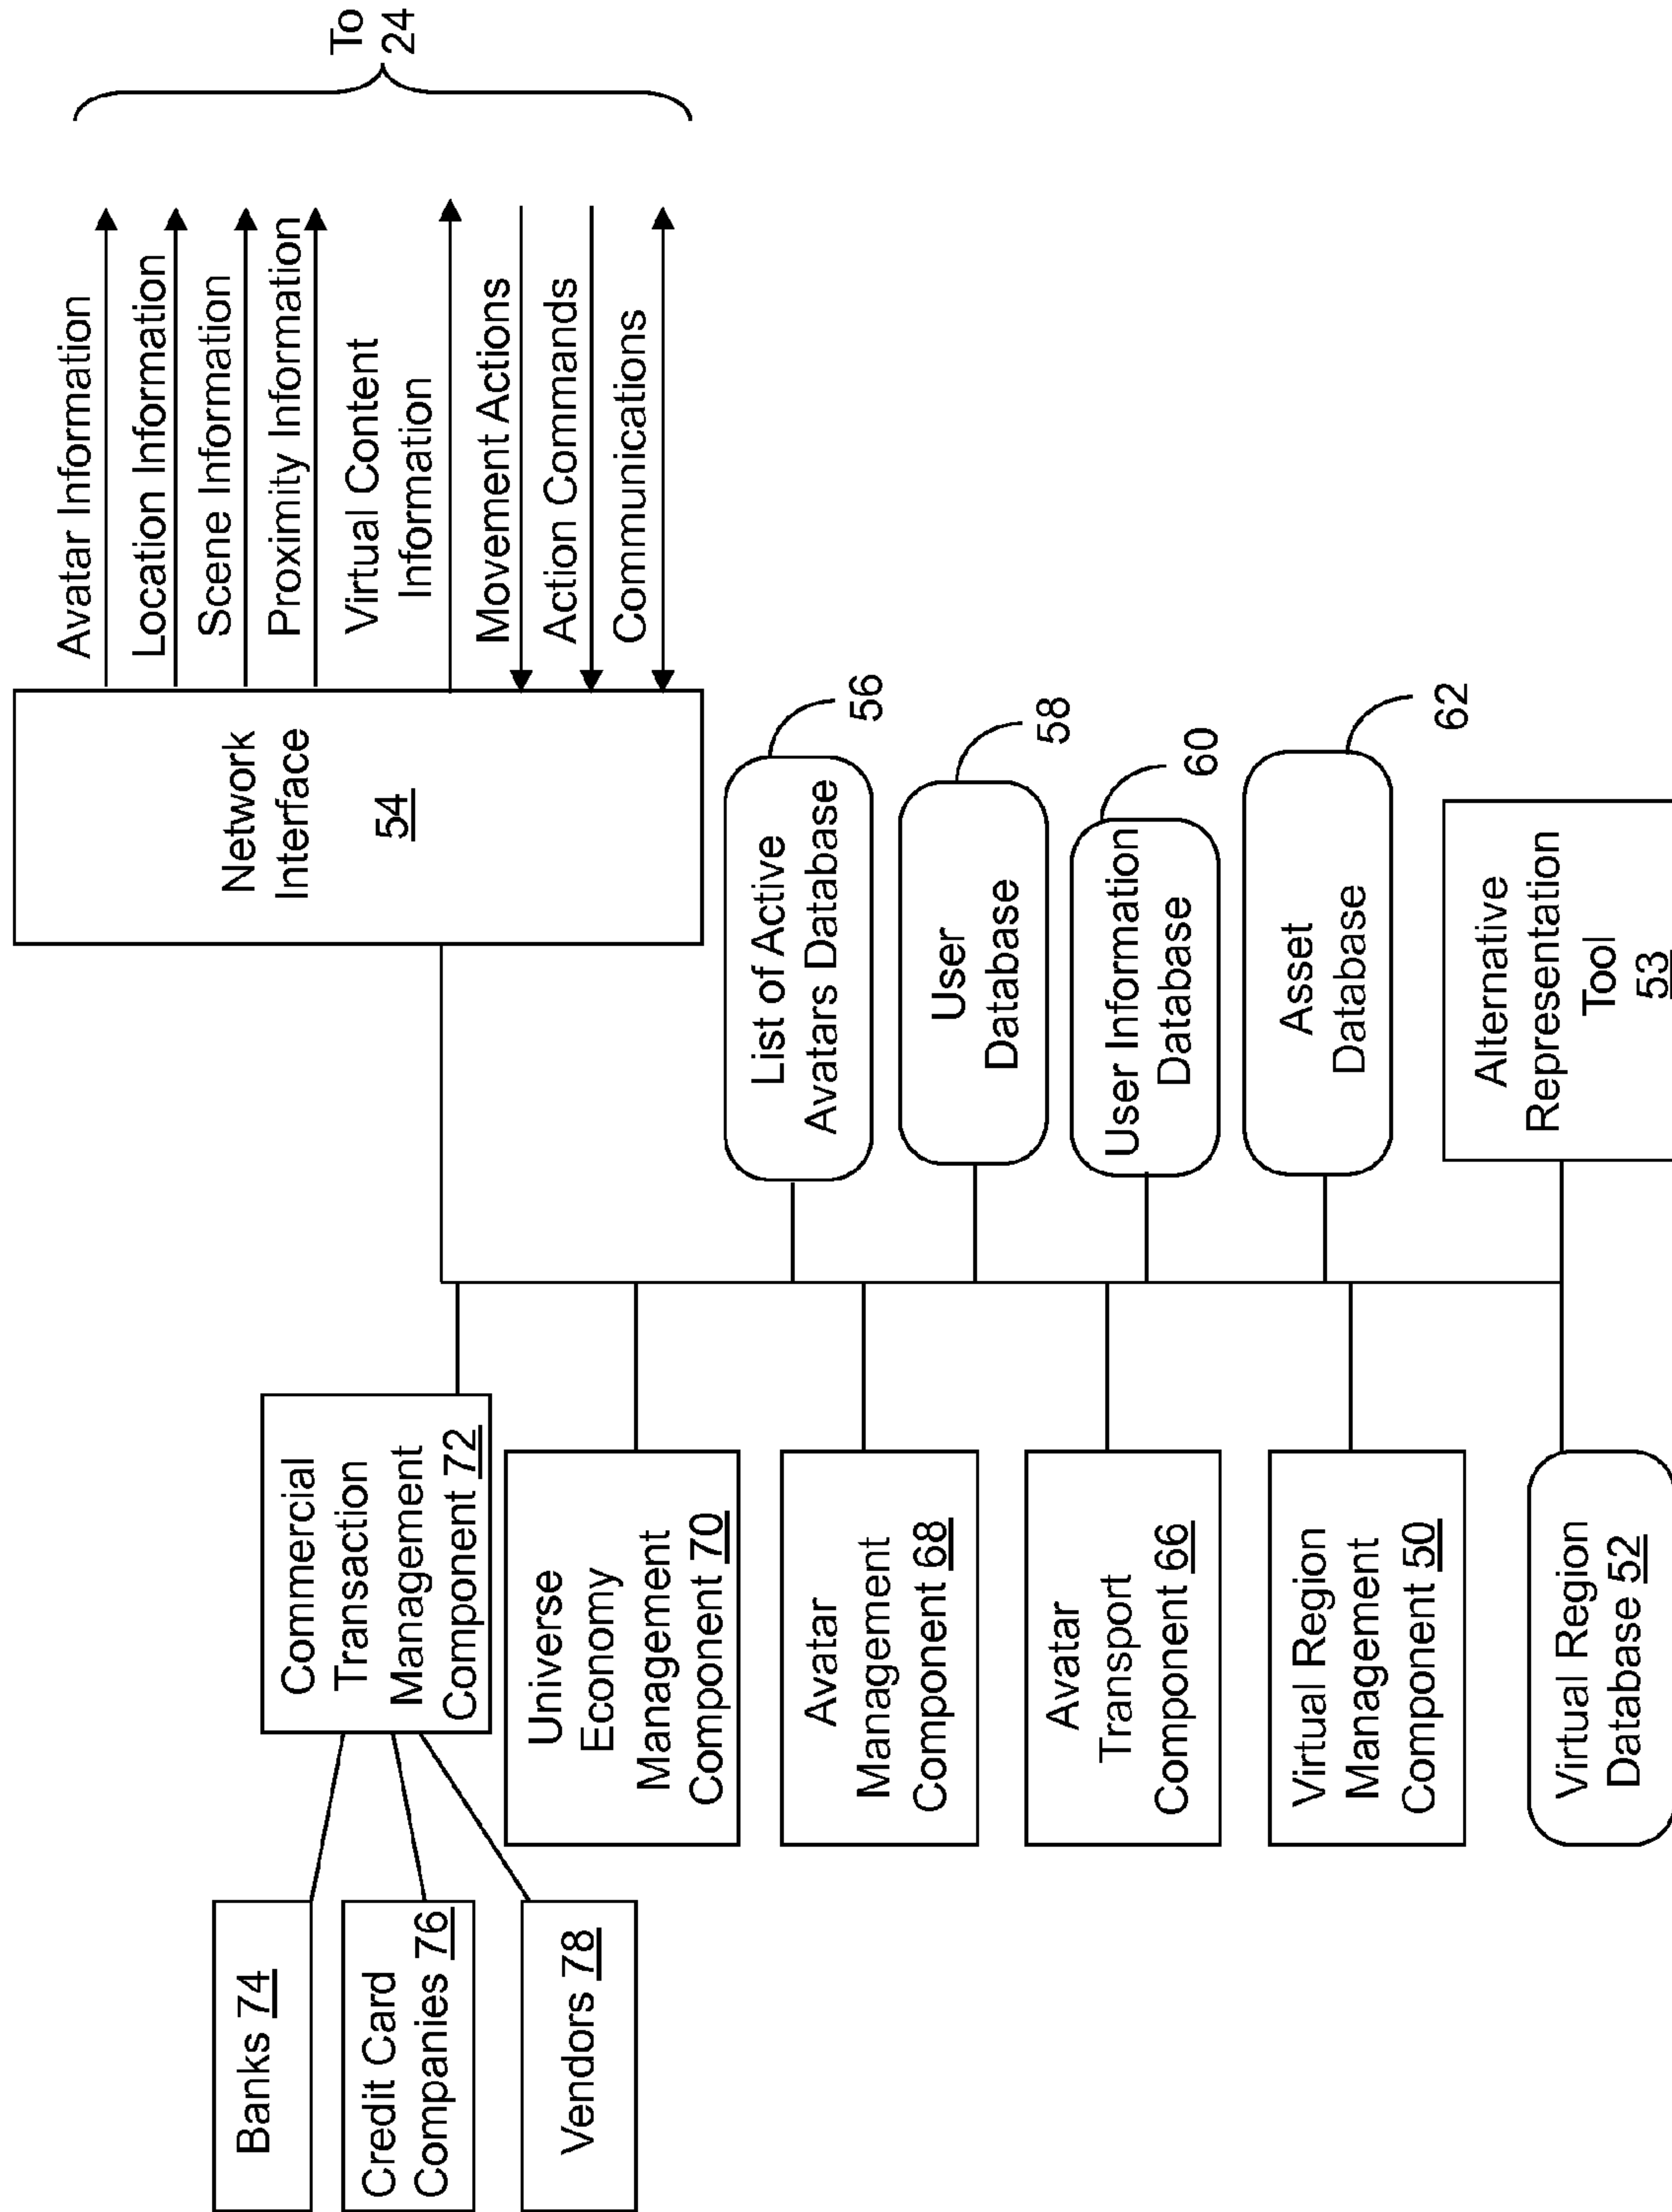 Banks 74
Credit Card
Companies 76
Vendors 78
Commercial
Transaction
Management
Component 72
Universe
Economy
Management
Component 70
Avatar
Management
Component 68
Avatar
Transport
Component 66
Virtual Region
Management
Component 50
Virtual Region
Database 52
Network
Interface
54
List of Active
Avatars Database
56
User
Database
58
User Information
Database
60
Asset
Database
62
Alternative
Representation
Tool
53
Avatar Information
Location Information
Scene Information
Proximity Information
Virtual Content
Information
Movement Actions
Action Commands
Communications
To
24